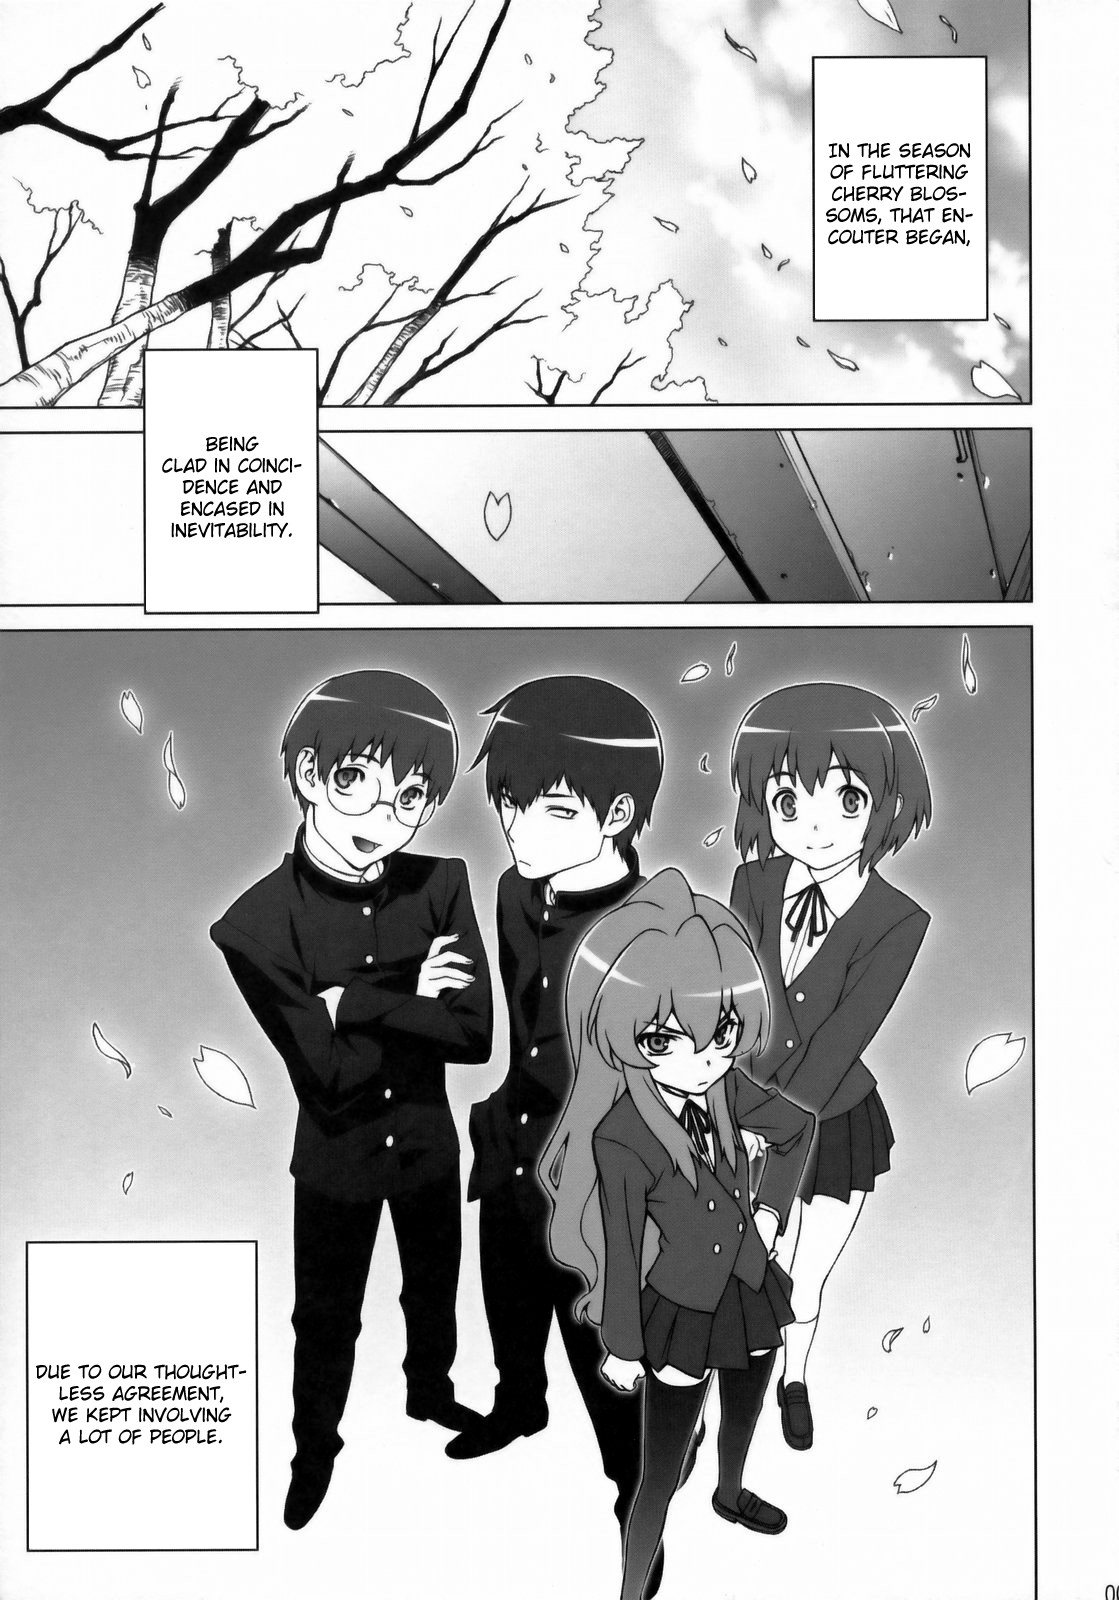 IN THE SEASON
OF FLUTTERING
CHERRY BLOS-
SOMS, THAT EN-
COUTER BEGAN,
BEING
CLAD IN COINCI-
DENCE AND
ENCASED IN
INEVITABILITY.
DUE TO OUR THOUGHT-
LESS AGREEMENT,
WE KEPT INVOLVING
A LOT OF PEOPLE.